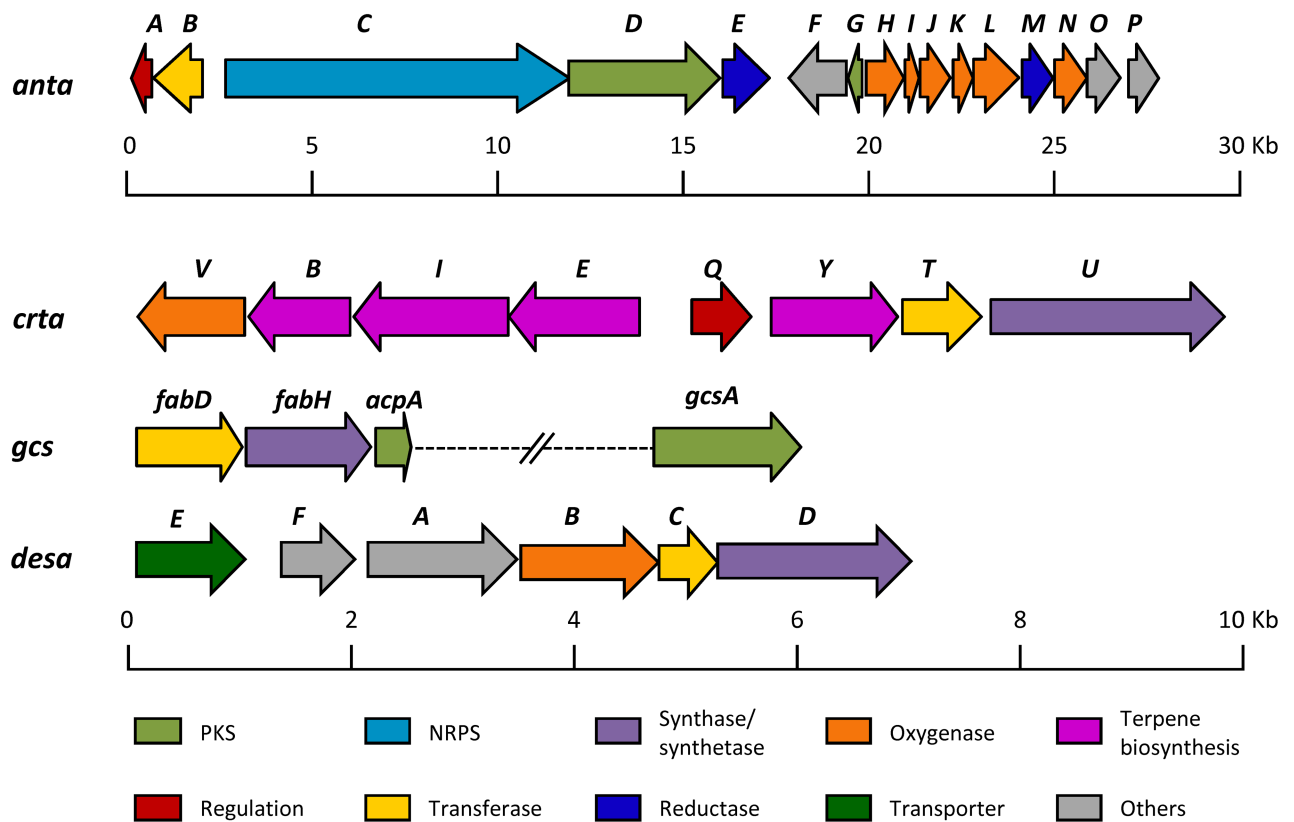 A B C D E F G H I J K L M N O P
anta
0 5 10 15 20 25 30 Kb
V B I E Q Y T U
crta
fabD fabH acpA gcsA
gcs
E F A B C D
desa
0 2 4 6 8 10 Kb
PKS NRPS Synthase/ synthetase Oxygenase Terpene biosynthesis
Regulation Transferase Reductase Transporter Others